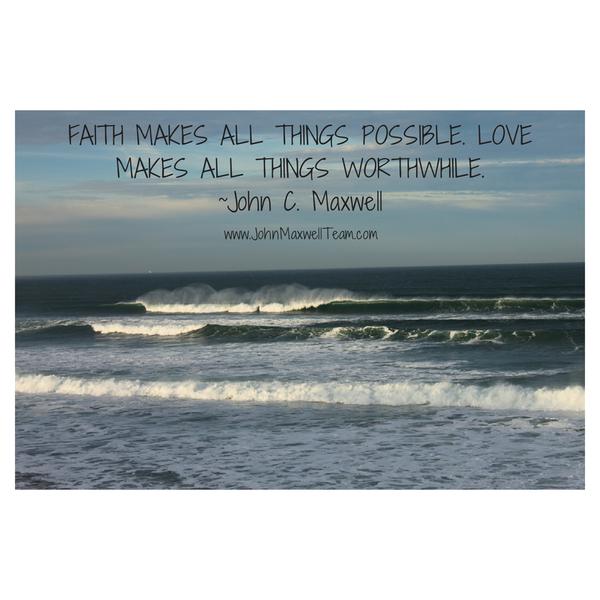 FAITH MAKES ALL THINGS POSSIBLE. LOVE
MAKES ALL THINGS WORTHWHILE.
~John C. Maxwell
www.JohnMaxwellTeam.com